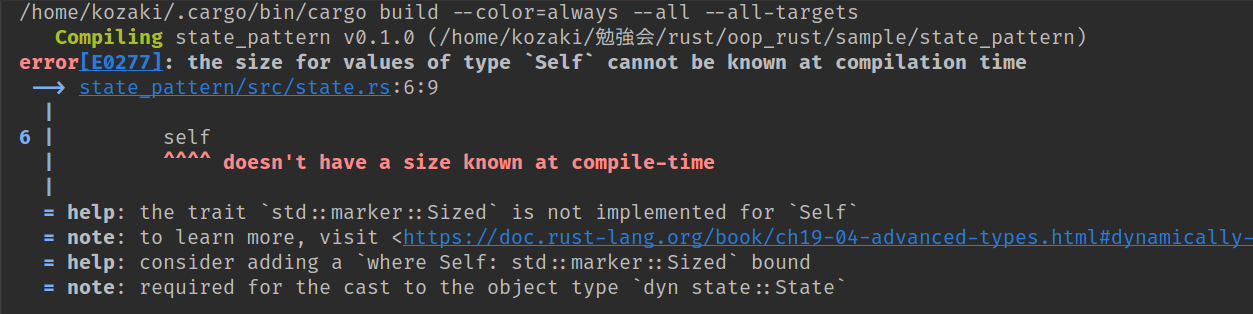 /home/kozaki/.cargo/bin/cargo build --color=always --all --all-targets
Compiling state_pattern v0.1.0 (/home/kozaki/勉強会/rust/oop_rust/sample/state_pattern)
error[E0277]: the size for values of type `Self` cannot be known at compilation time
--> state_pattern/src/state.rs:6:9
|
6 | self
| ^^^^ doesn't have a size known at compile-time
|
= help: the trait `std::marker::Sized` is not implemented for `Self`
= note: to learn more, visit <https://doc.rust-lang.org/book/ch19-04-advanced-types.html#dynamically-
= help: consider adding a `where Self: std::marker::Sized` bound
= note: required for the cast to the object type `dyn state::State`